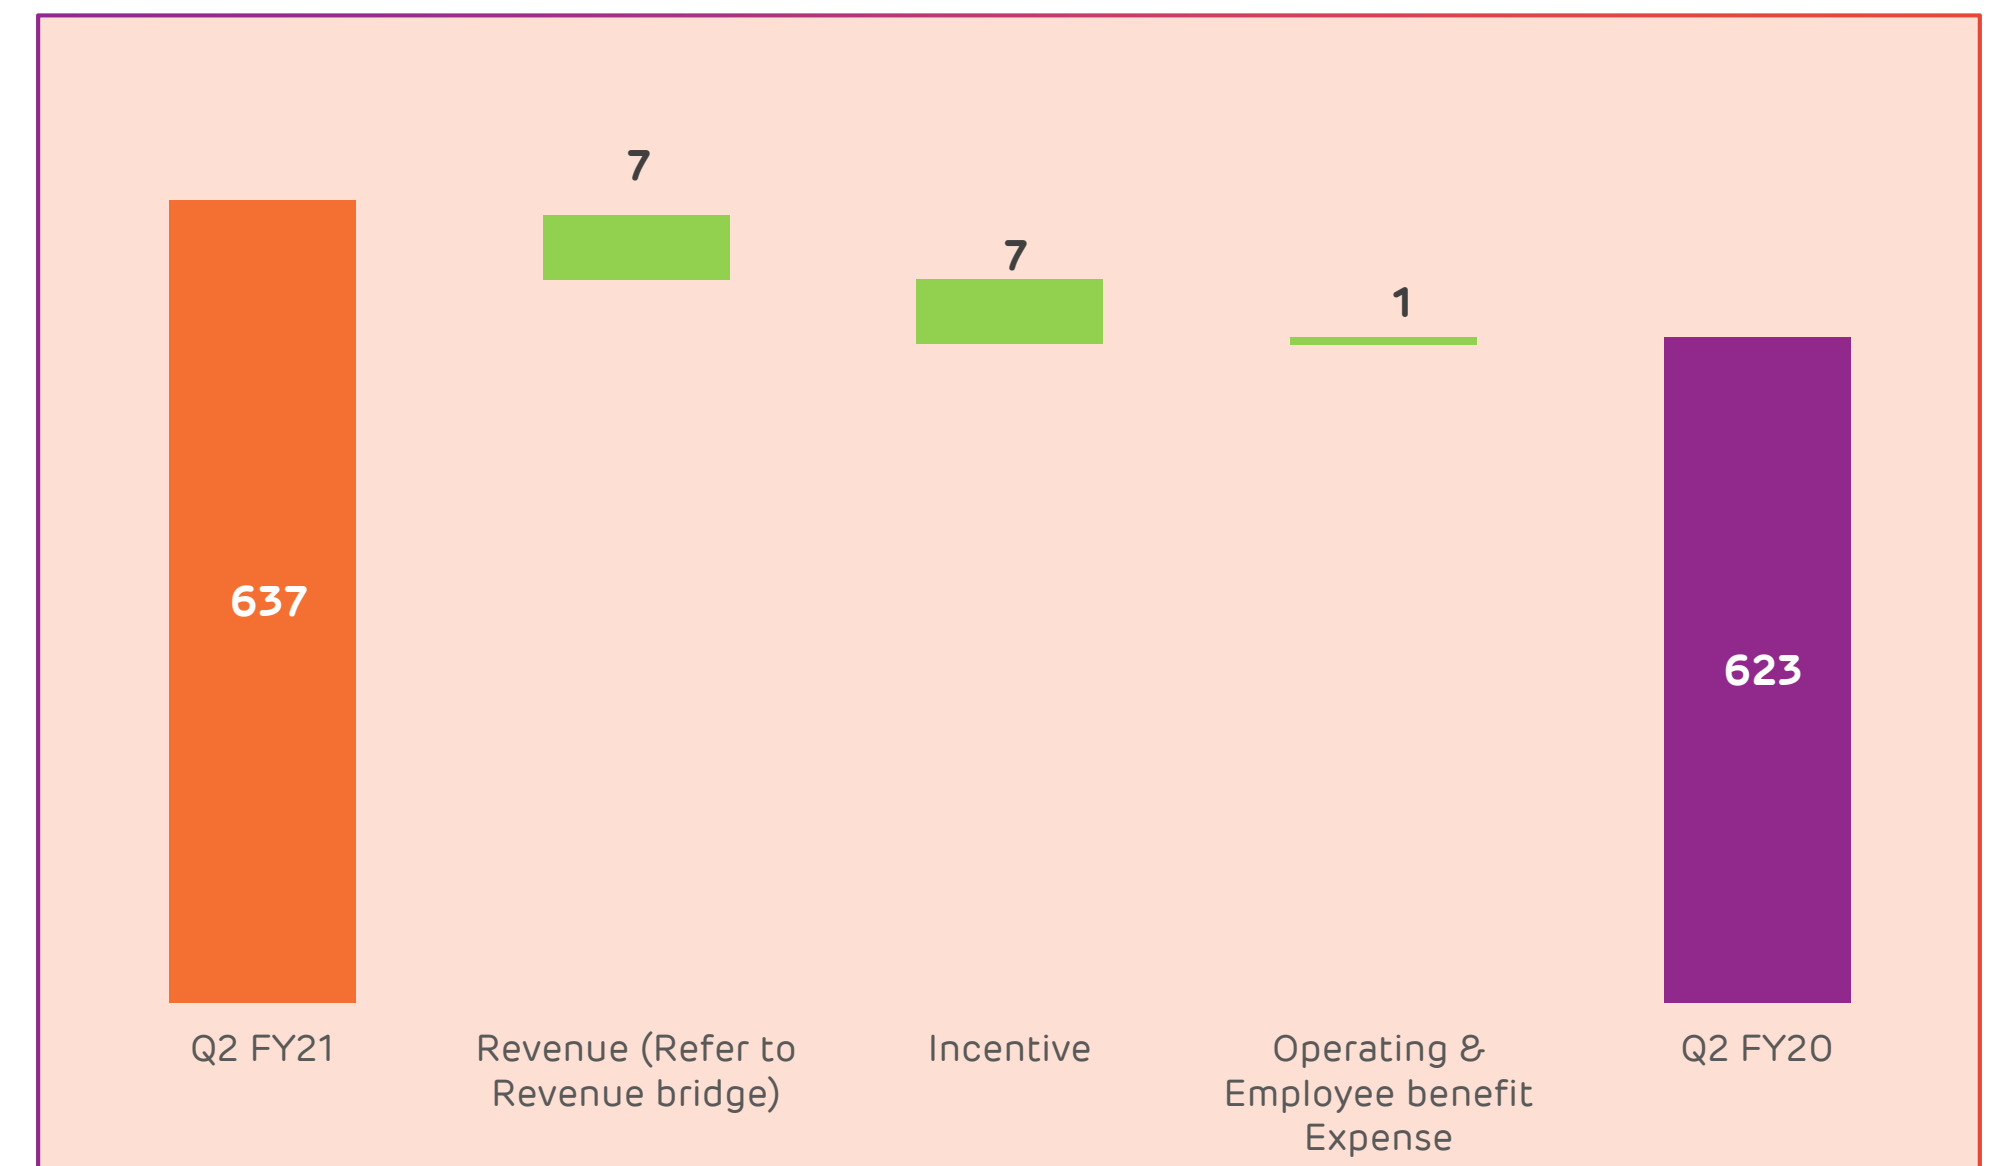 7
7
1
637
623
Q2 FY21
Revenue (Refer to
Revenue bridge)
Incentive
Operating &
Employee benefit
Expense
Q2 FY20